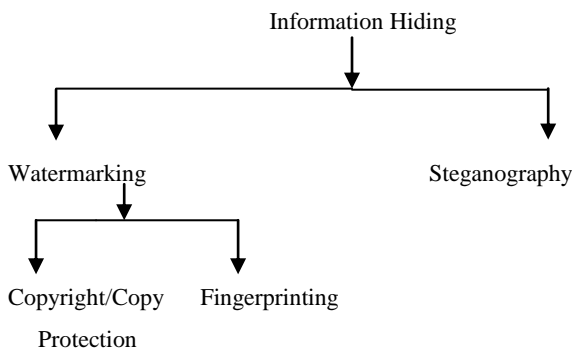 Information Hiding
Watermarking
Steganography
Copyright/Copy
Protection
Fingerprinting